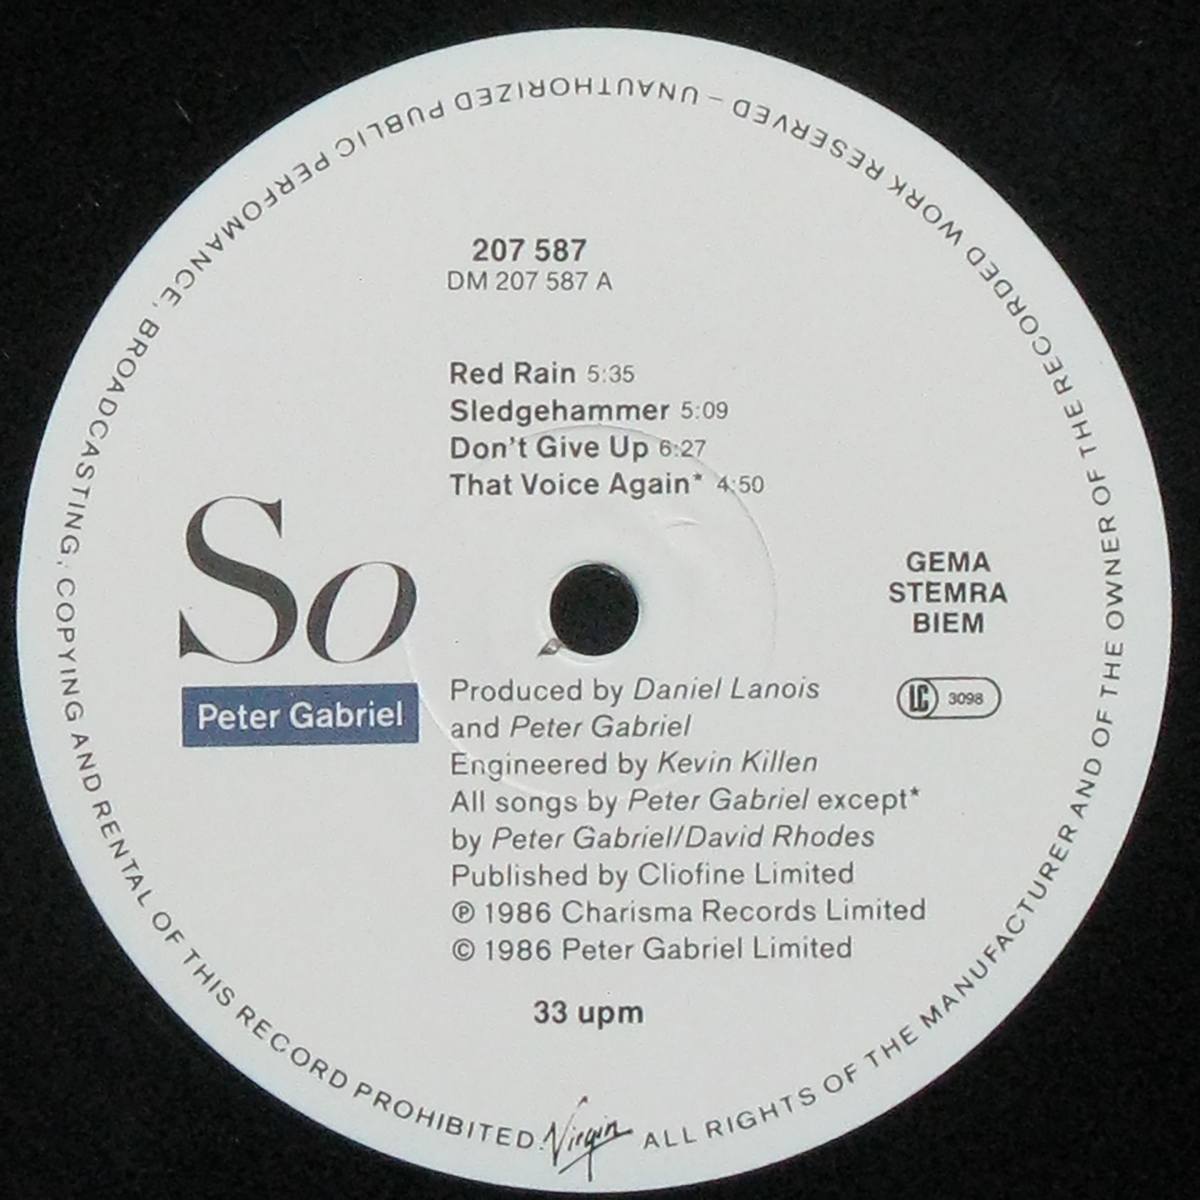 207 587
DM 207 587 A
Red Rain 5:35
Sledgehammer 5:09
Don't Give Up 6:27
That Voice Again* 4:50
So
Peter Gabriel
GEMA
STEMRA
BIEM
LC 3098
Produced by Daniel Lanois
and Peter Gabriel
Engineered by Kevin Killen
All songs by Peter Gabriel except*
by Peter Gabriel/David Rhodes
Published by Cliofine Limited
℗ 1986 Charisma Records Limited
© 1986 Peter Gabriel Limited
33 upm
Virgin
ALL RIGHTS OF THE MANUFACTURER AND OF THE OWNER OF THE RECORDED WORK RESERVED – UNAUTHORIZED PUBLIC PERFOMANCE, BROADCASTING, COPYING AND RENTAL OF THIS RECORD PROHIBITED.